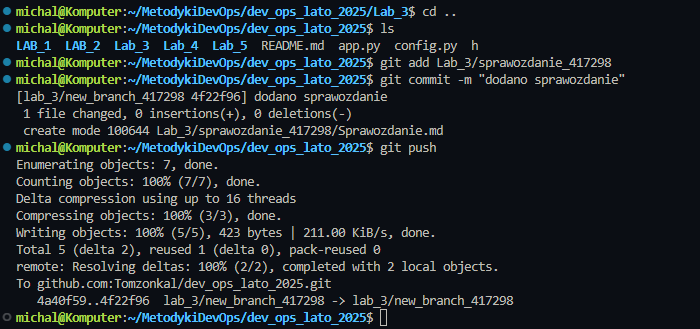 michal@Komputer:~/MetodykiDevOps/dev_ops_lato_2025/Lab_3$ cd ..
michal@Komputer:~/MetodykiDevOps/dev_ops_lato_2025$ ls
LAB_1  LAB_2  Lab_3  Lab_4  Lab_5  README.md  app.py  config.py  h
michal@Komputer:~/MetodykiDevOps/dev_ops_lato_2025$ git add Lab_3/sprawozdanie_417298
michal@Komputer:~/MetodykiDevOps/dev_ops_lato_2025$ git commit -m "dodano sprawozdanie"
[lab_3/new_branch_417298 4f22f96] dodano sprawozdanie
 1 file changed, 0 insertions(+), 0 deletions(-)
 create mode 100644 Lab_3/sprawozdanie_417298/Sprawozdanie.md
michal@Komputer:~/MetodykiDevOps/dev_ops_lato_2025$ git push
Enumerating objects: 7, done.
Counting objects: 100% (7/7), done.
Delta compression using up to 16 threads
Compressing objects: 100% (3/3), done.
Writing objects: 100% (5/5), 423 bytes | 211.00 KiB/s, done.
Total 5 (delta 2), reused 1 (delta 0), pack-reused 0
remote: Resolving deltas: 100% (2/2), completed with 2 local objects.
To github.com:Tomzonkal/dev_ops_lato_2025.git
   4a40f59..4f22f96  lab_3/new_branch_417298 -> lab_3/new_branch_417298
michal@Komputer:~/MetodykiDevOps/dev_ops_lato_2025$